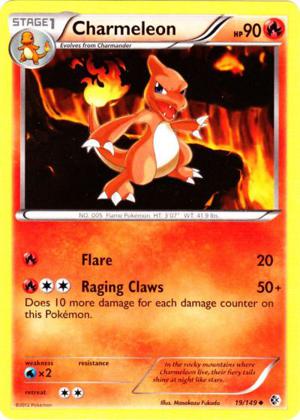 STAGE1
Charmeleon
HP 90
Evolves from Charmander
NO. 005 Flame Pokémon HT: 3'07" WT: 41.9 lbs.
Flare 20
Raging Claws 50+
Does 10 more damage for each damage counter on
this Pokémon.
weakness resistance
×2
retreat
In the rocky mountains where
Charmeleon live, their fiery tails
shine at night like stars.
©2012 Pokémon
Illus. Masakazu Fukuda
19/149